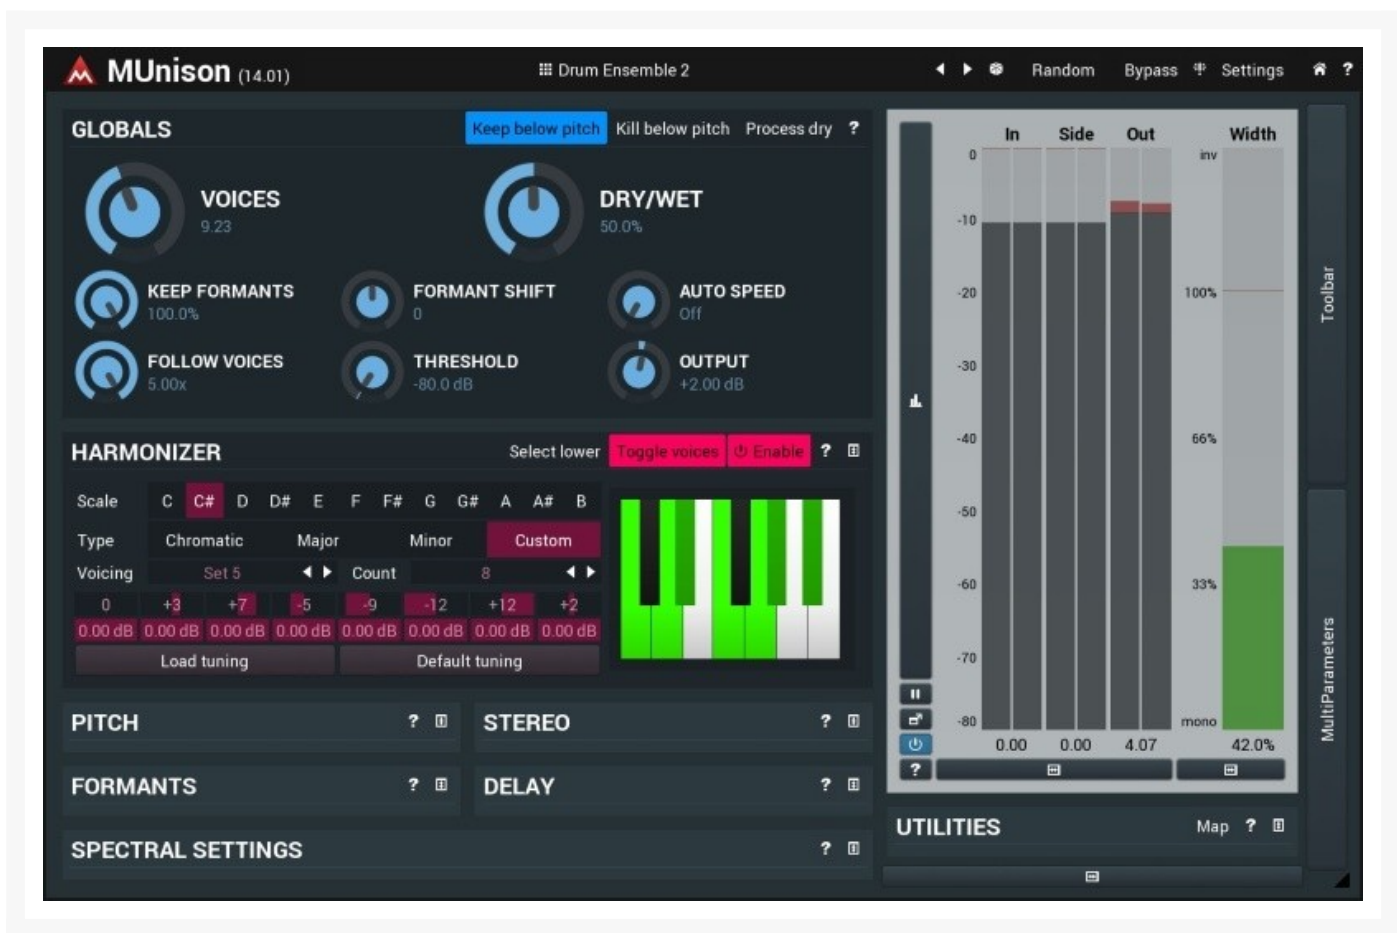 MUnison (14.01) Drum Ensemble 2 Random Bypass Settings ?
GLOBALS Keep below pitch Kill below pitch Process dry ?
VOICES
9.23
DRY/WET
50.0%
KEEP FORMANTS
100.0%
FORMANT SHIFT
0
AUTO SPEED
Off
FOLLOW VOICES
5.00x
THRESHOLD
-80.0 dB
OUTPUT
+2.00 dB
HARMONIZER Select lower Toggle voices Enable ?
Scale C C# D D# E F F# G G# A A# B
Type Chromatic Major Minor Custom
Voicing Set 5 Count 8
0 +3 +7 -5 -9 -12 +12 +2
0.00 dB 0.00 dB 0.00 dB 0.00 dB 0.00 dB 0.00 dB 0.00 dB 0.00 dB
Load tuning Default tuning
PITCH ?
STEREO ?
FORMANTS ?
DELAY ?
SPECTRAL SETTINGS ?
In Side Out Width
0 inv
-10
-20 100%
-30
-40 66%
-50
-60 33%
-70
-80 mono
0.00 0.00 4.07 42.0%
?
UTILITIES Map ?
Toolbar
MultiParameters